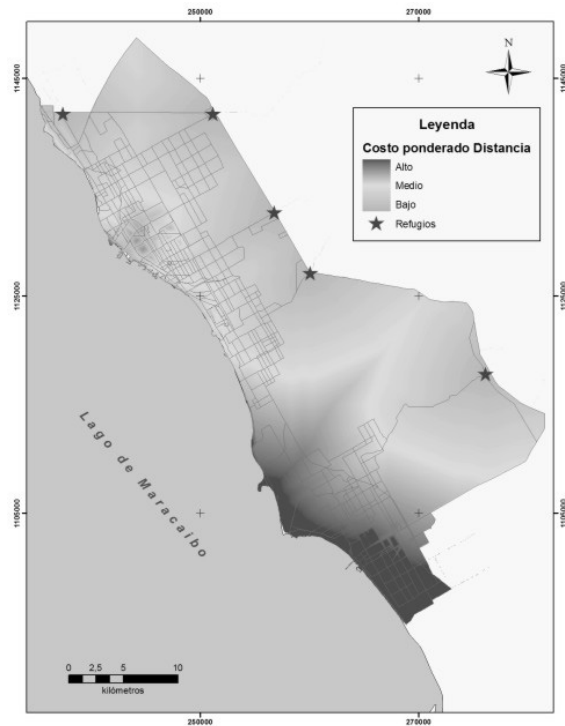 250000
270000
1145000
1145000
N
Leyenda
Costo ponderado Distancia
Alto
Medio
Bajo
Refugios
1125000
1125000
Lago de Maracaibo
1105000
1105000
0 2,5 5 10
kilómetros
250000
270000